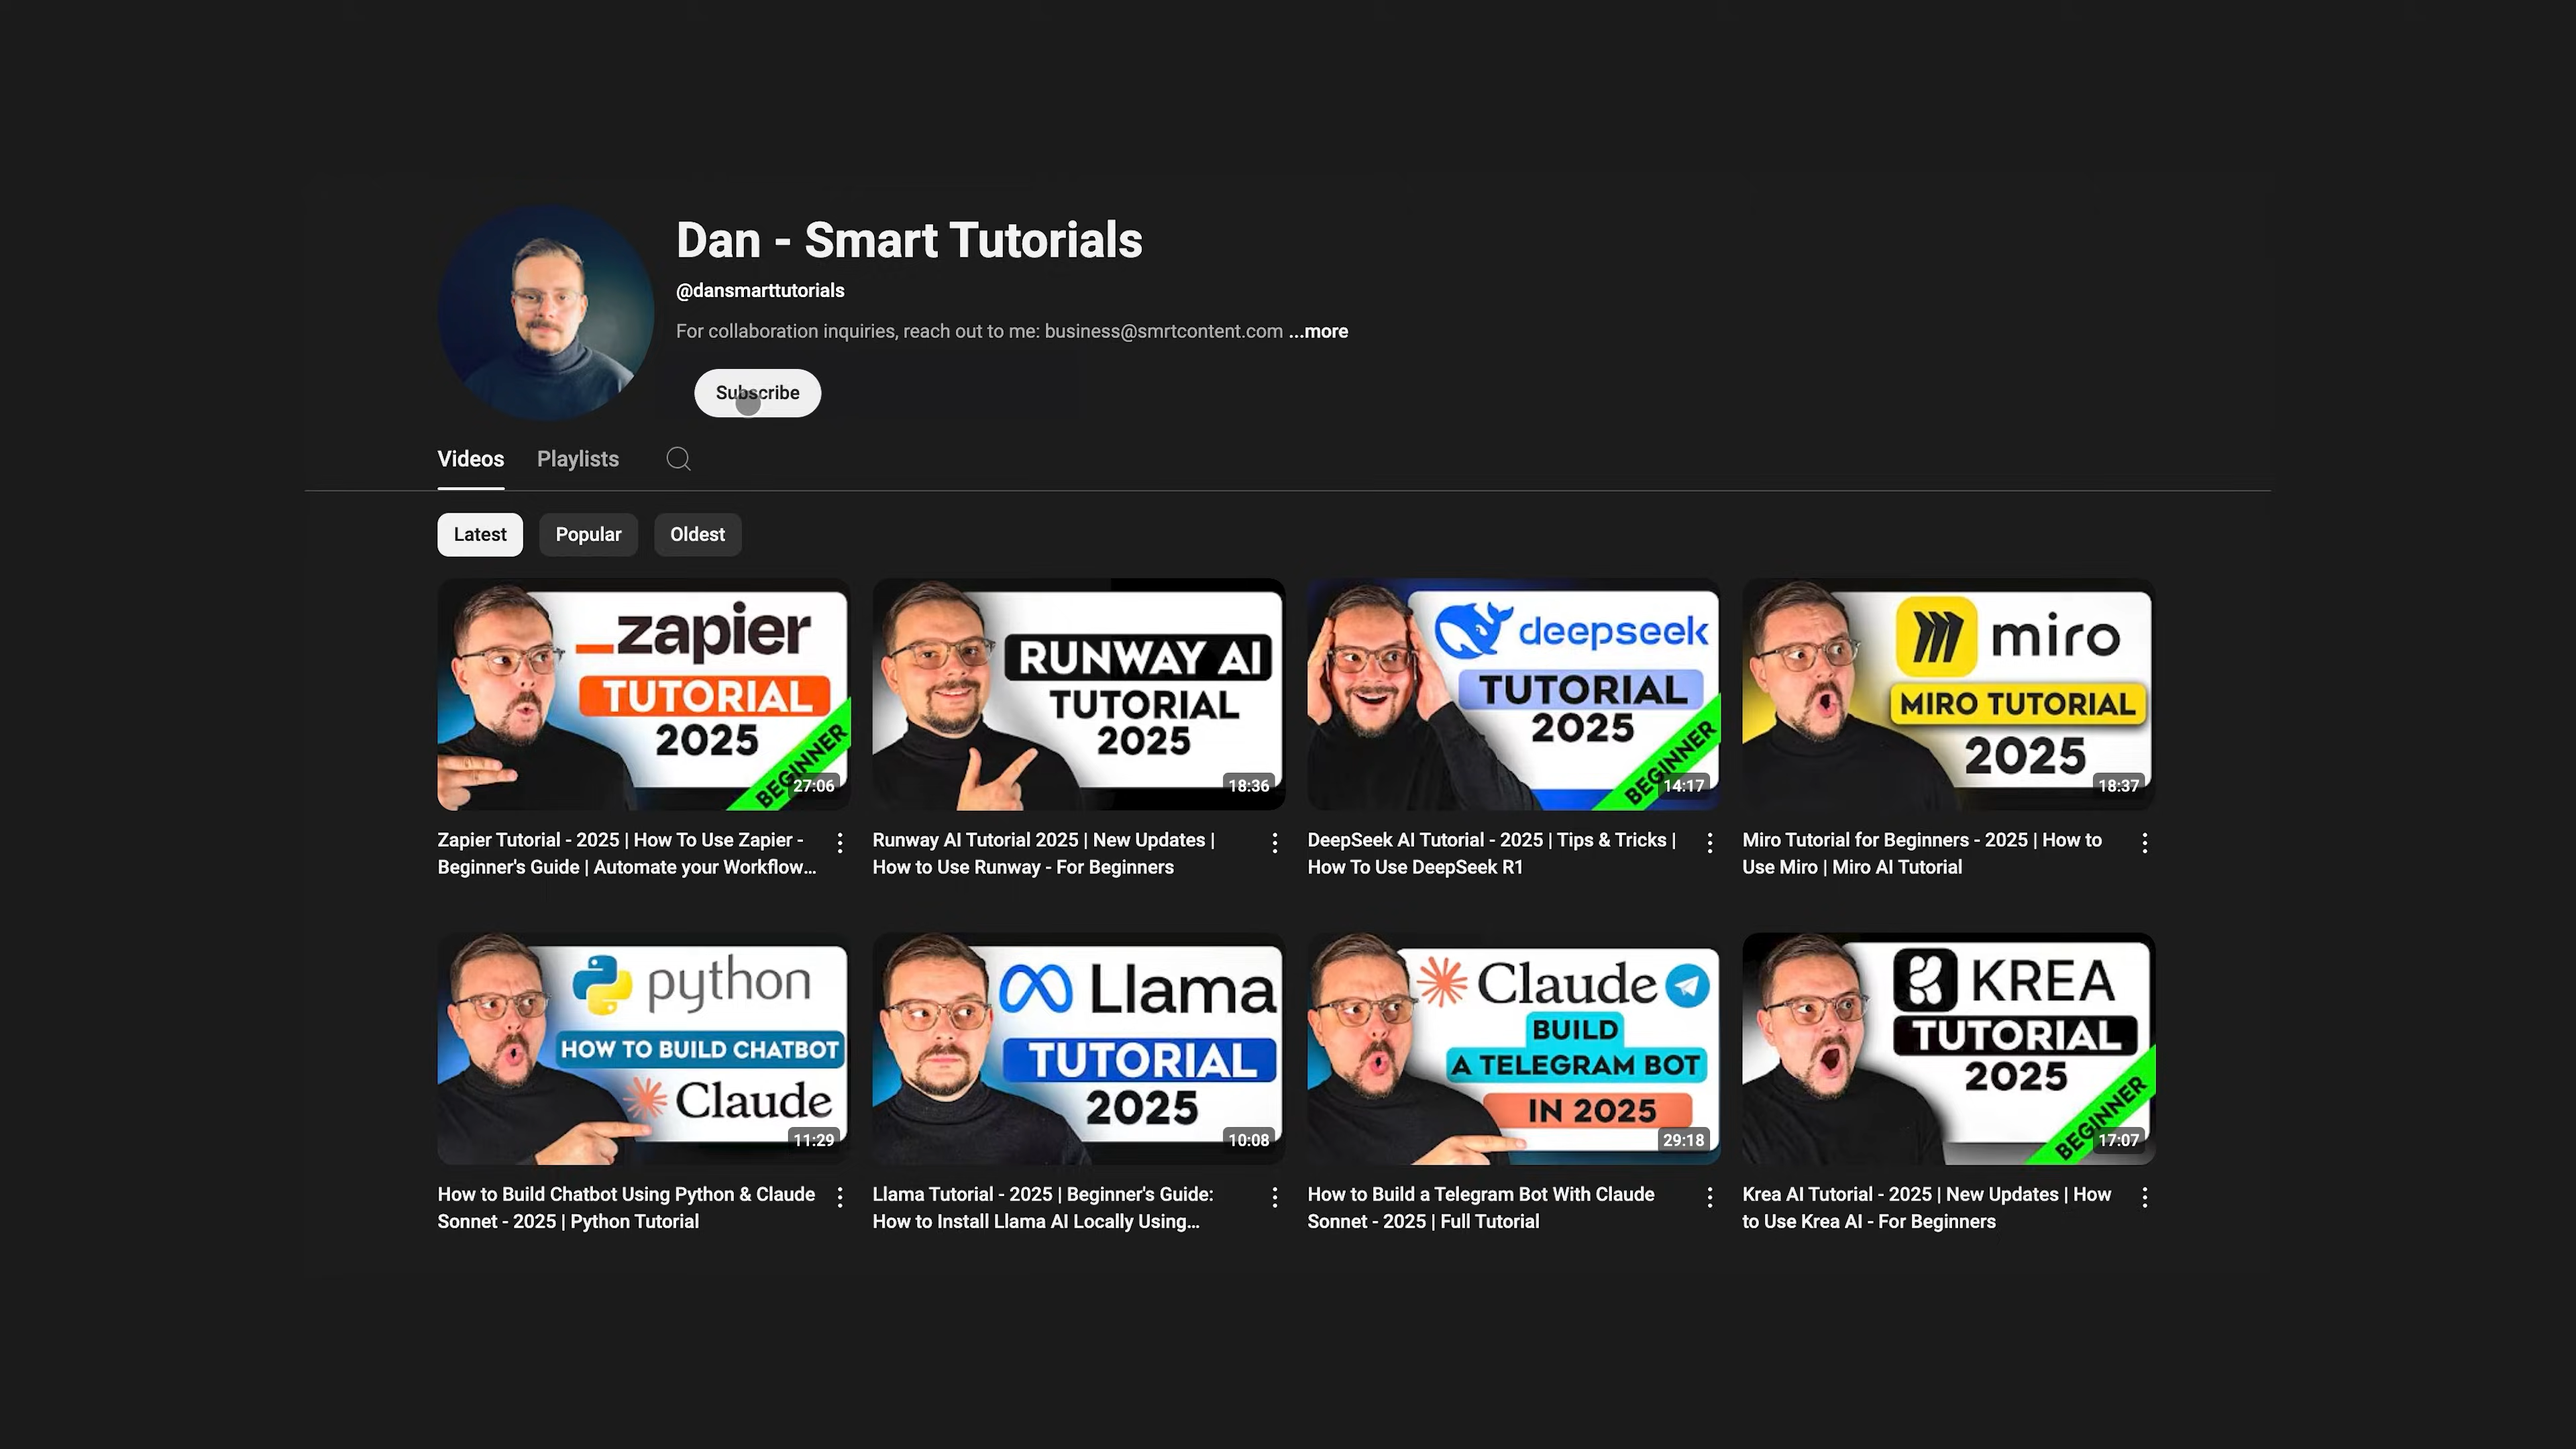 Dan - Smart Tutorials
@dansmarttutorials
For collaboration inquiries, reach out to me: business@smrtcontent.com ...more
Subscribe
Videos
Playlists
Latest
Popular
Oldest
zapier
TUTORIAL
2025
BEGINNER
27:06
RUNWAY AI
TUTORIAL
2025
18:36
deepseek
TUTORIAL
2025
BEGINNER
14:17
miro
MIRO TUTORIAL
2025
18:37
Zapier Tutorial - 2025 | How To Use Zapier -
Beginner's Guide | Automate your Workflow...
Runway AI Tutorial 2025 | New Updates |
How to Use Runway - For Beginners
DeepSeek AI Tutorial - 2025 | Tips & Tricks |
How To Use DeepSeek R1
Miro Tutorial for Beginners - 2025 | How to
Use Miro | Miro AI Tutorial
python
HOW TO BUILD CHATBOT
Claude
11:29
Llama
TUTORIAL
2025
10:08
Claude
BUILD
A TELEGRAM BOT
IN 2025
29:18
KREA
TUTORIAL
2025
BEGINNER
17:07
How to Build Chatbot Using Python & Claude
Sonnet - 2025 | Python Tutorial
Llama Tutorial - 2025 | Beginner's Guide:
How to Install Llama AI Locally Using...
How to Build a Telegram Bot With Claude
Sonnet - 2025 | Full Tutorial
Krea AI Tutorial - 2025 | New Updates | How
to Use Krea AI - For Beginners